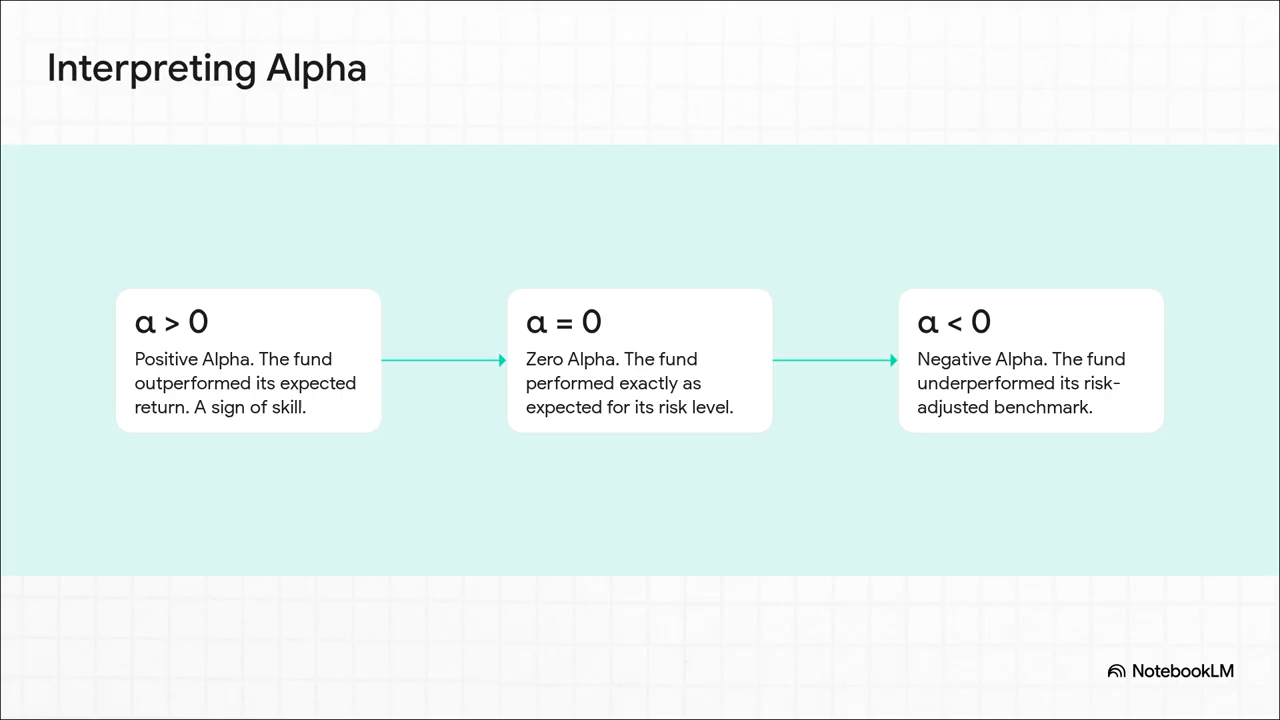 Interpreting Alpha
α > 0
Positive Alpha. The fund
outperformed its expected
return. A sign of skill.
α = 0
Zero Alpha. The fund
performed exactly as
expected for its risk level.
α < 0
Negative Alpha. The fund
underperformed its risk-
adjusted benchmark.
NotebookLM